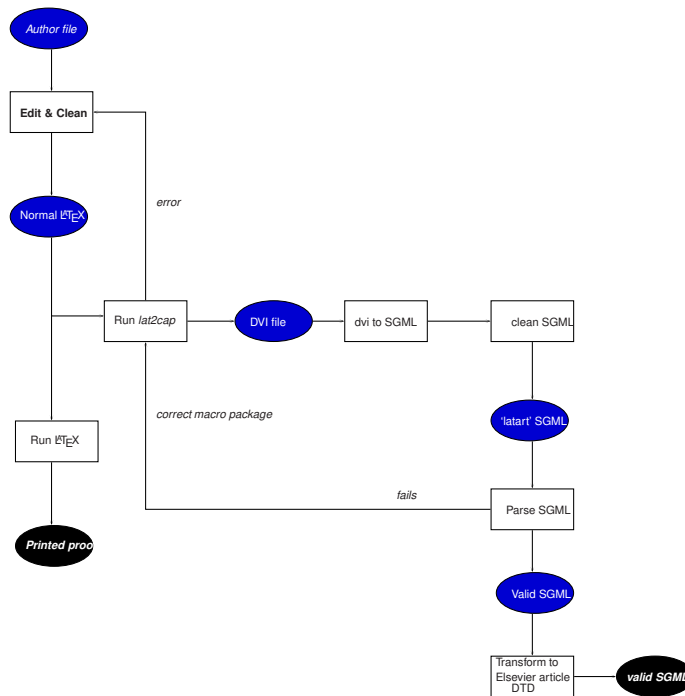 Author file
Edit & Clean
error
Normal LATEX
Run lat2cap
DVI file
dvi to SGML
clean SGML
correct macro package
'latart' SGML
Run LATEX
fails
Parse SGML
Printed proo
Valid SGML
Transform to
Elsevier article
DTD
valid SGML